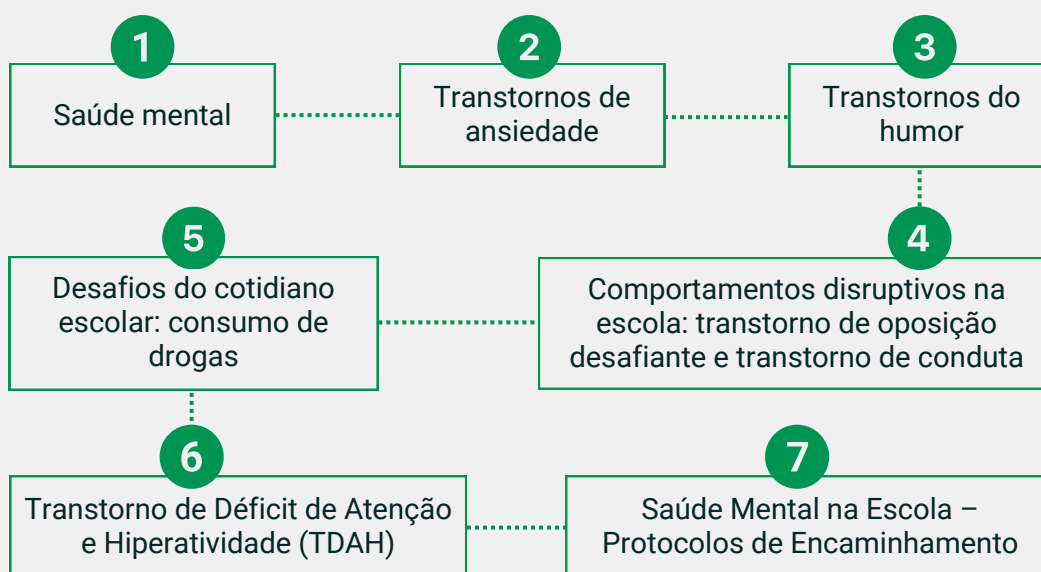 1
Saúde mental
2
Transtornos de
ansiedade
3
Transtornos do
humor
4
Comportamentos disruptivos na
escola: transtorno de oposição
desafiante e transtorno de conduta
5
Desafios do cotidiano
escolar: consumo de
drogas
6
Transtorno de Déficit de Atenção
e Hiperatividade (TDAH)
7
Saúde Mental na Escola –
Protocolos de Encaminhamento